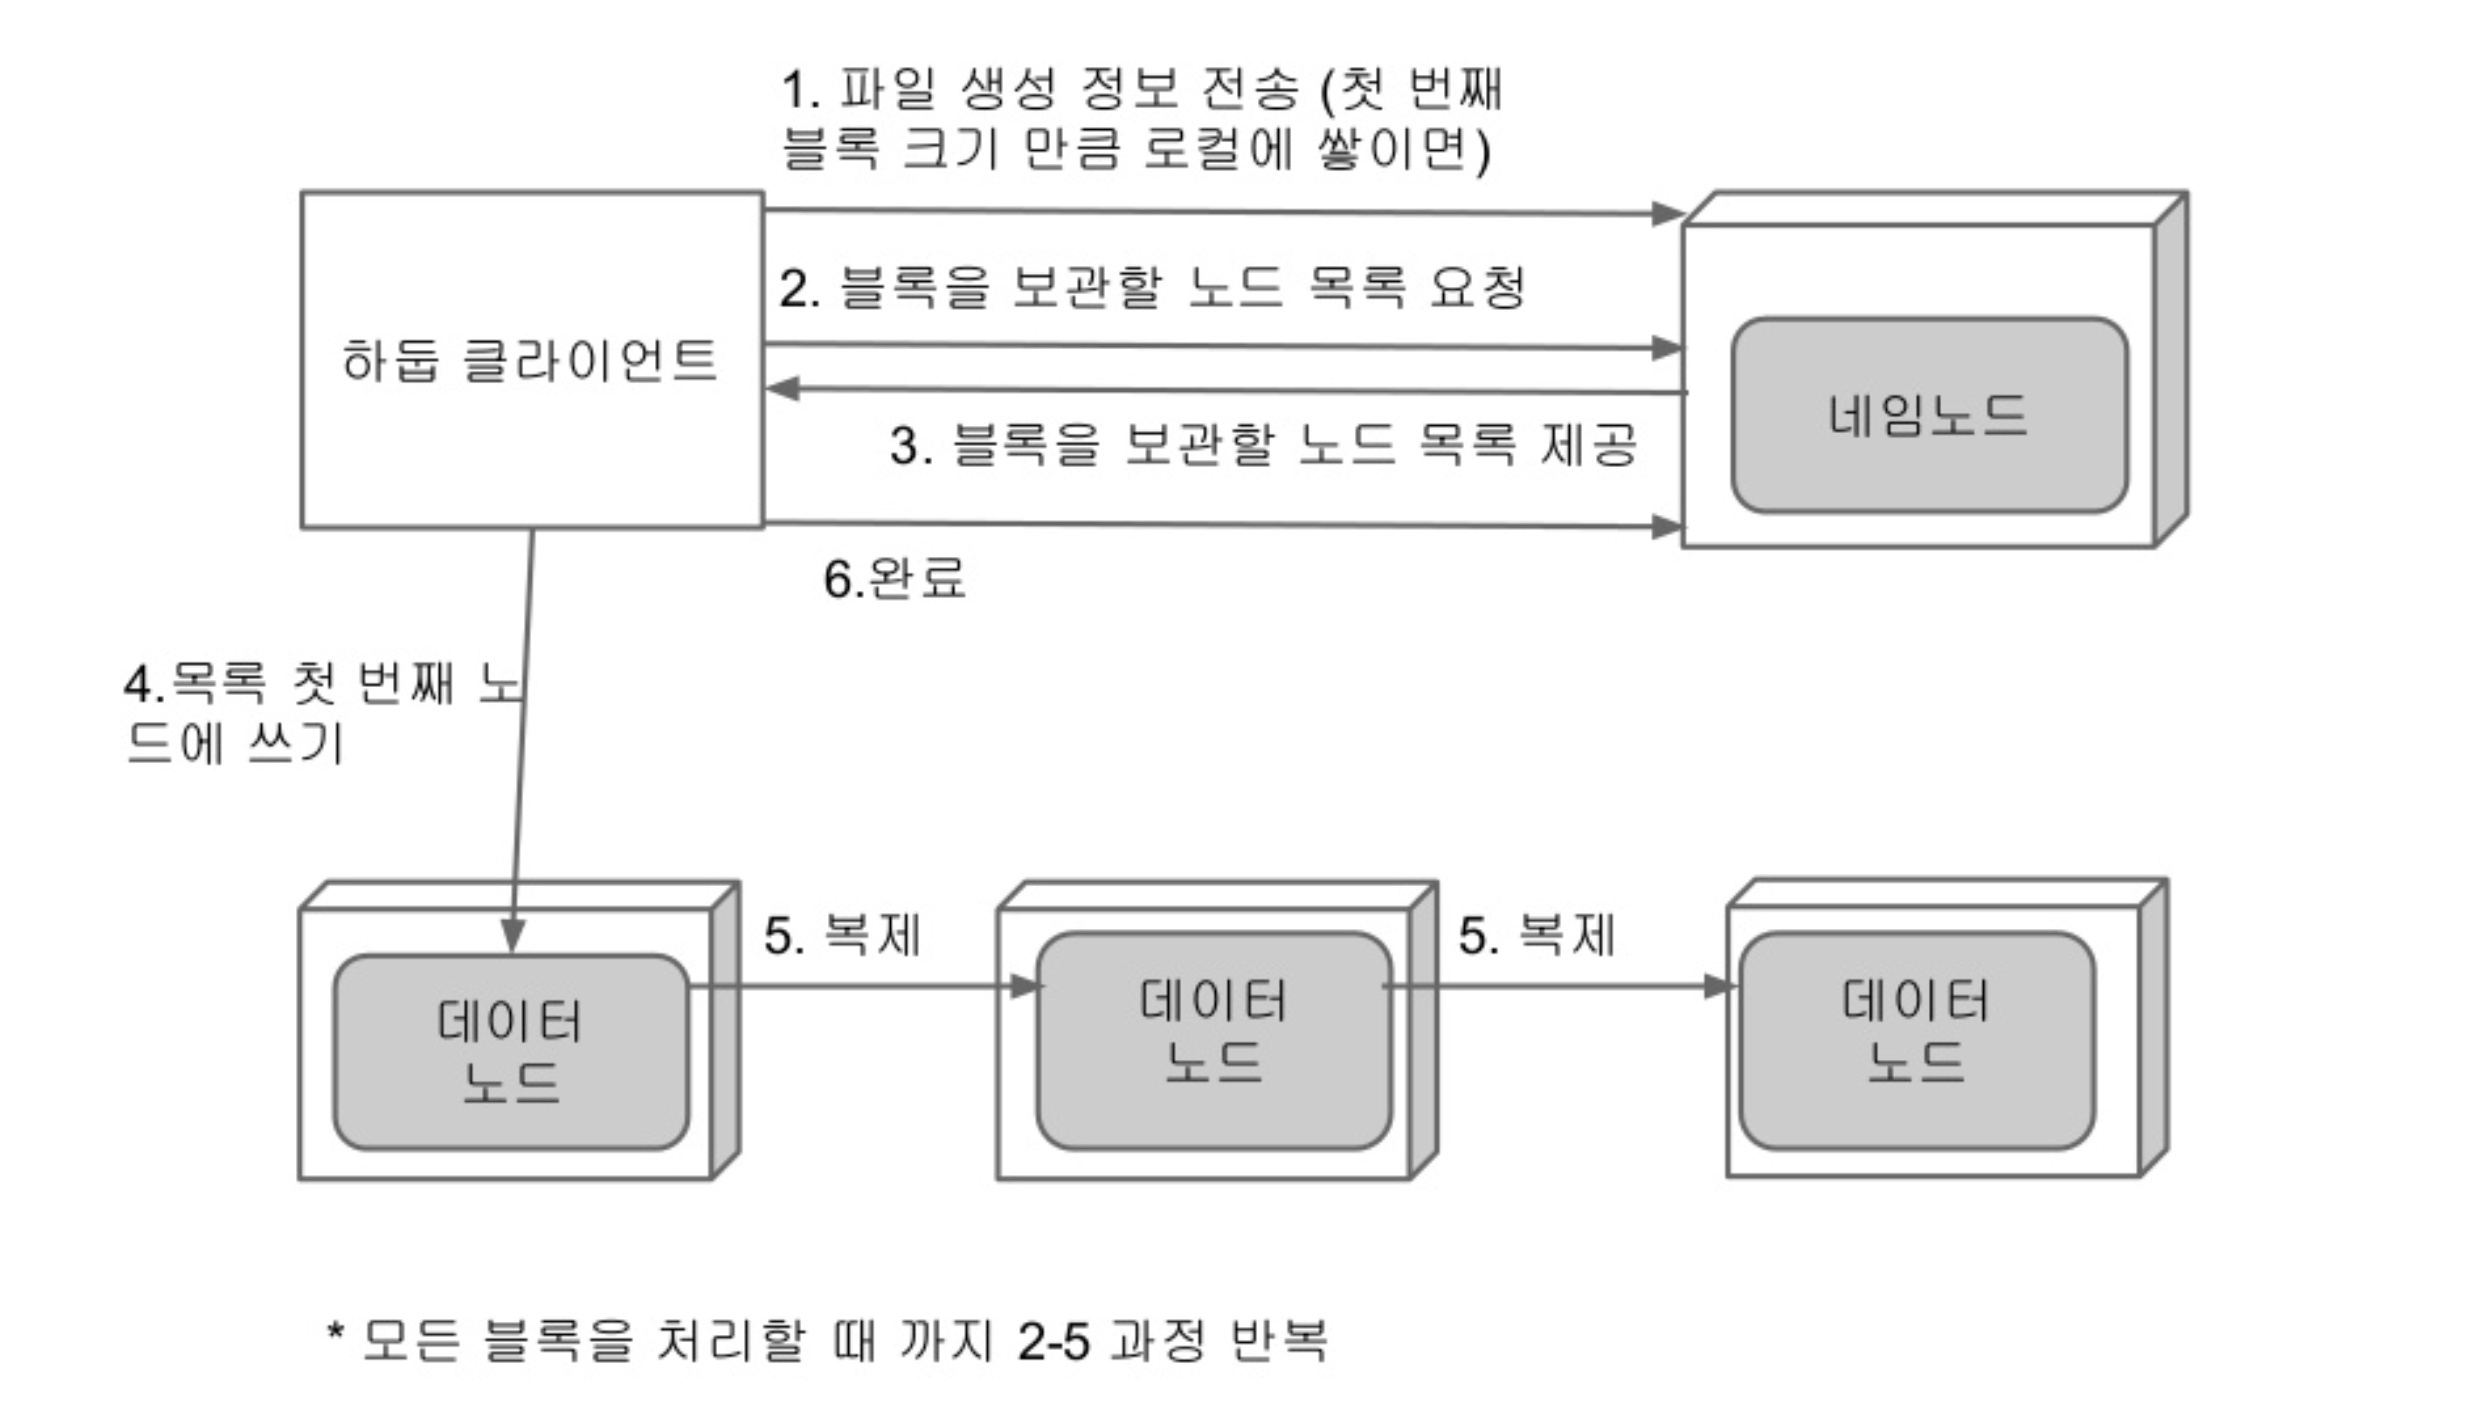 1. 파일 생성 정보 전송 (첫 번째
블록 크기 만큼 로컬에 쌓이면)
2. 블록을 보관할 노드 목록 요청
하둡 클라이언트
네임노드
3. 블록을 보관할 노드 목록 제공
6.완료
4.목록 첫 번째 노
드에 쓰기
5. 복제
5. 복제
데이터
노드
데이터
노드
데이터
노드
* 모든 블록을 처리할 때 까지 2-5 과정 반복